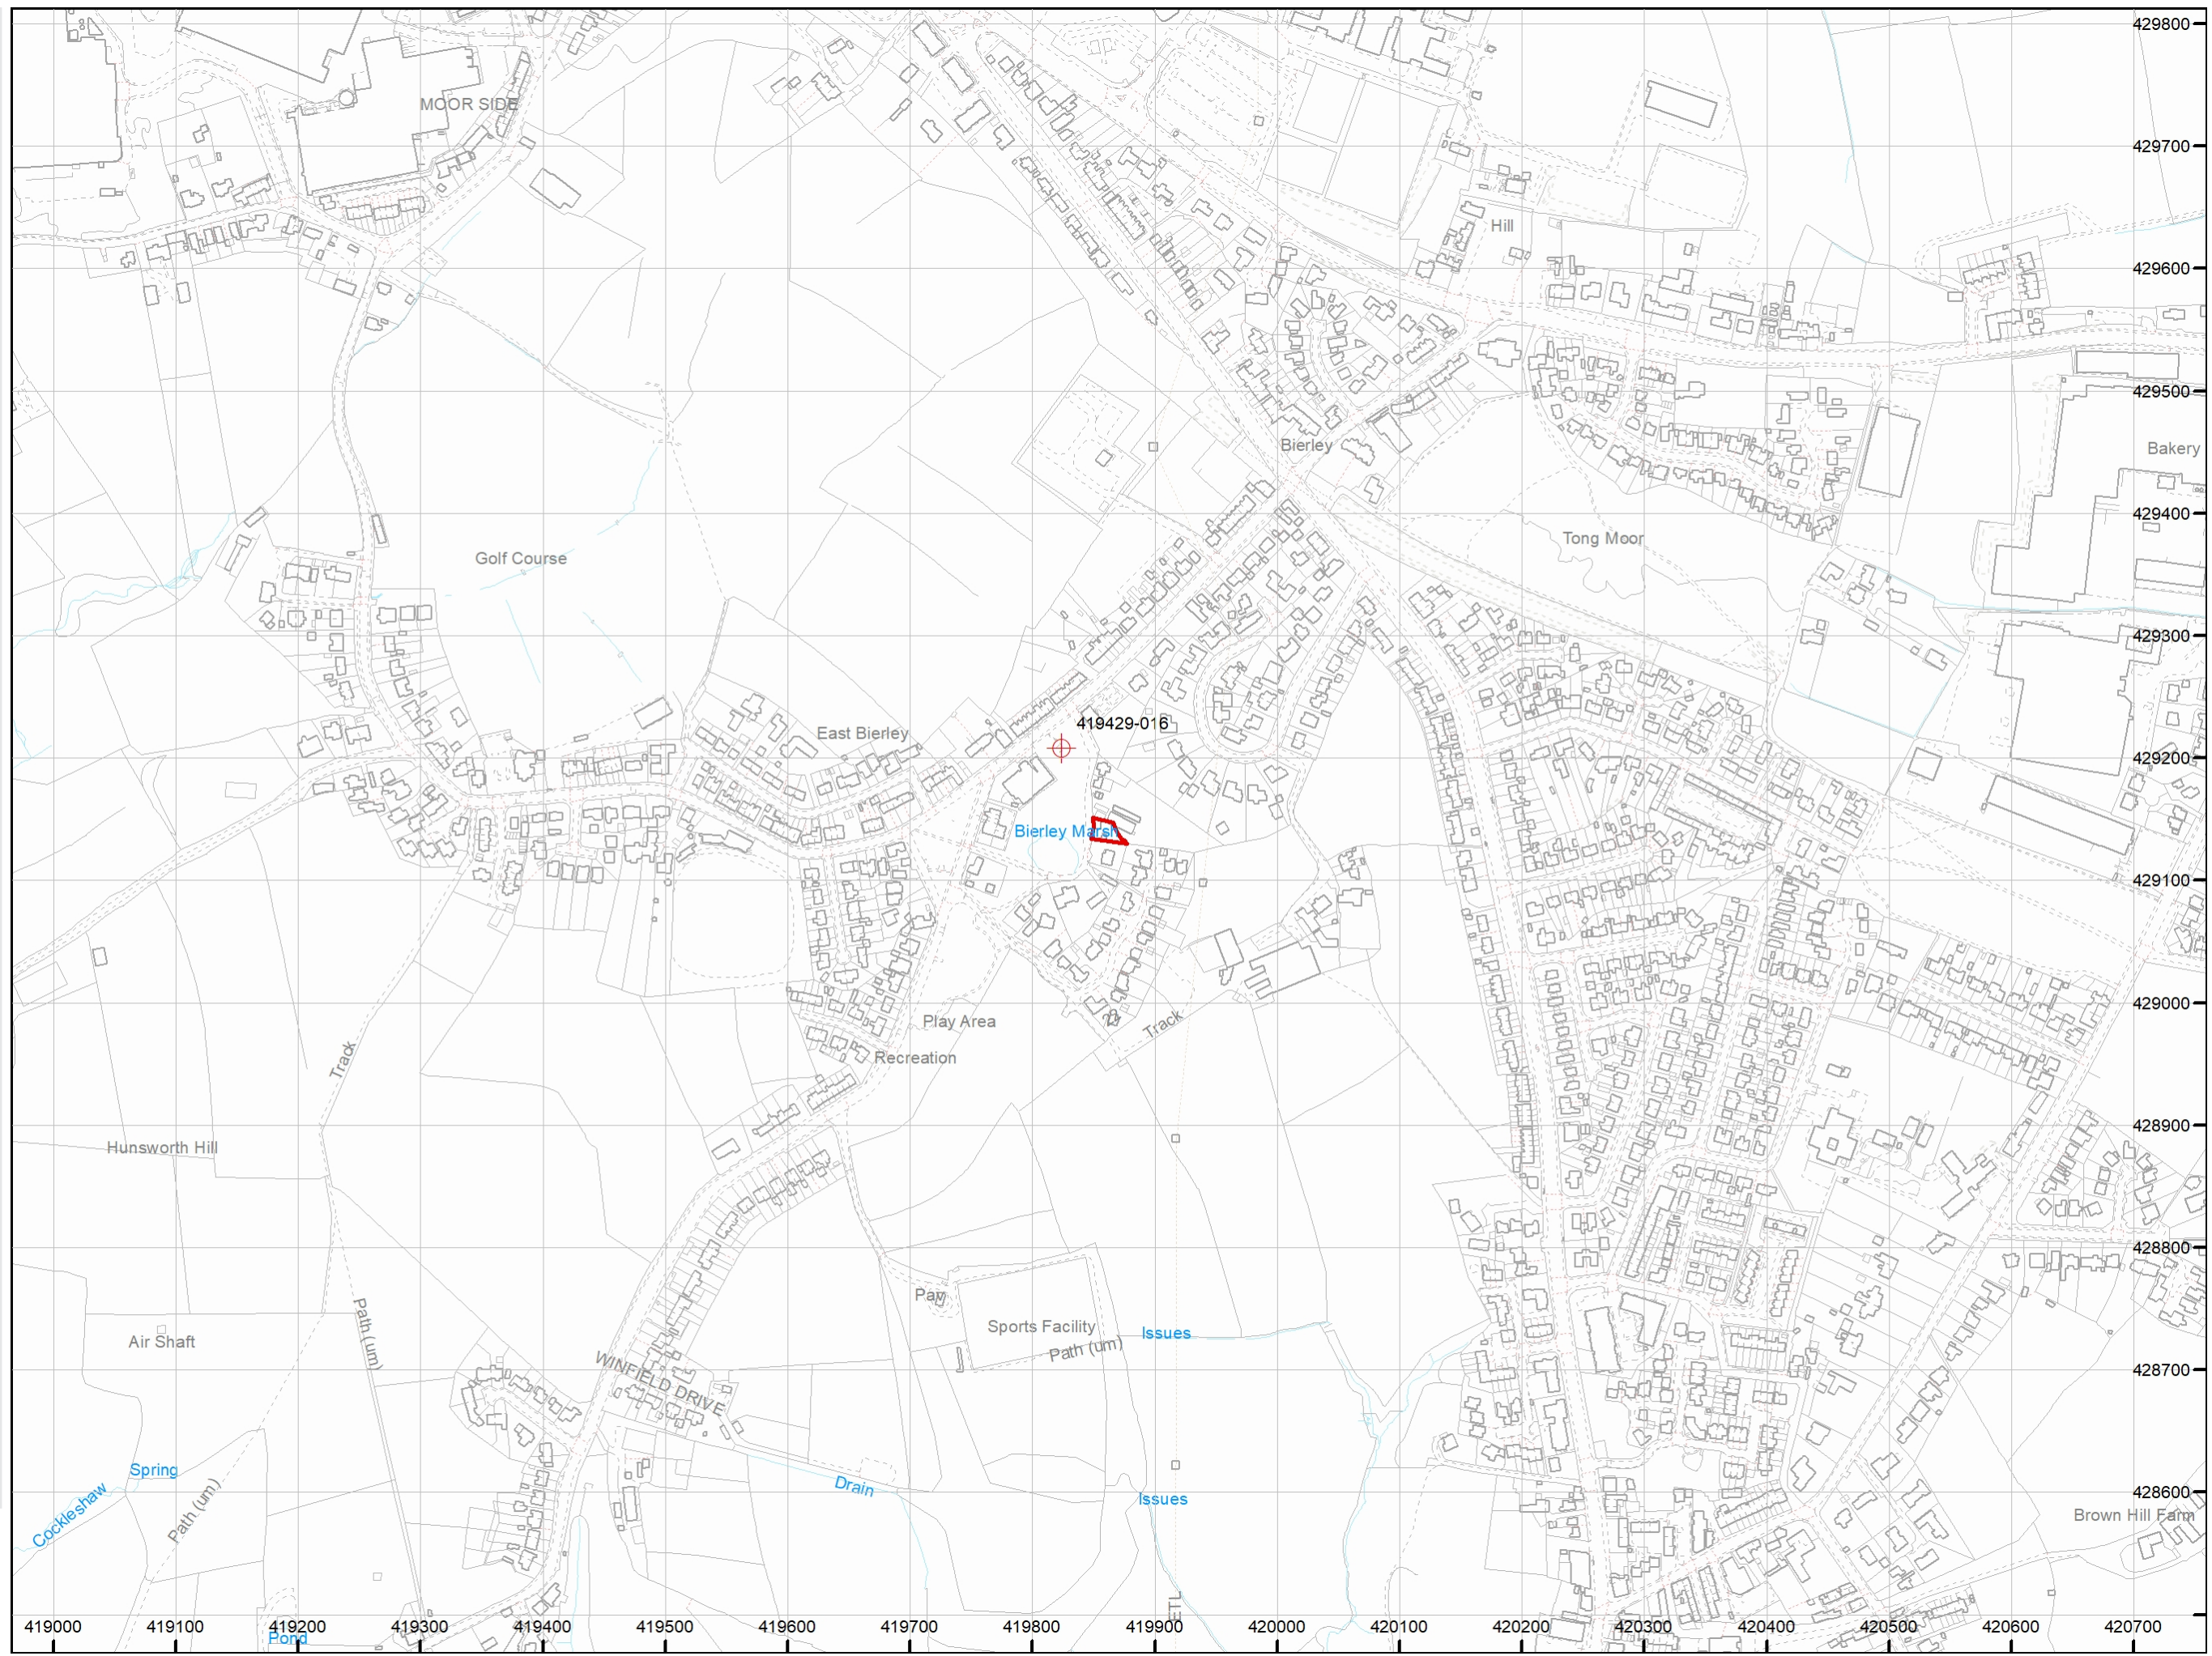 429800
MOOR SIDE
429700
Hill
429600
429500
Bierley
Bakery
429400
Tong Moor
Golf Course
429300
419429-016
East Bierley
429200
Bierley Marsh
429100
429000
22
Play Area
Track
Track
Recreation
428900
Hunsworth Hill
428800
Pav
Sports Facility
Issues
Air Shaft
Path (um)
Path (um)
WINFIELD DRIVE
428700
Spring
Cockleshaw
Path (um)
Drain
Issues
428600
Brown Hill Farm
ETL
419000 419100 419200 419300 419400 419500 419600 419700 419800 419900 420000 420100 420200 420300 420400 420500 420600 420700
Pond